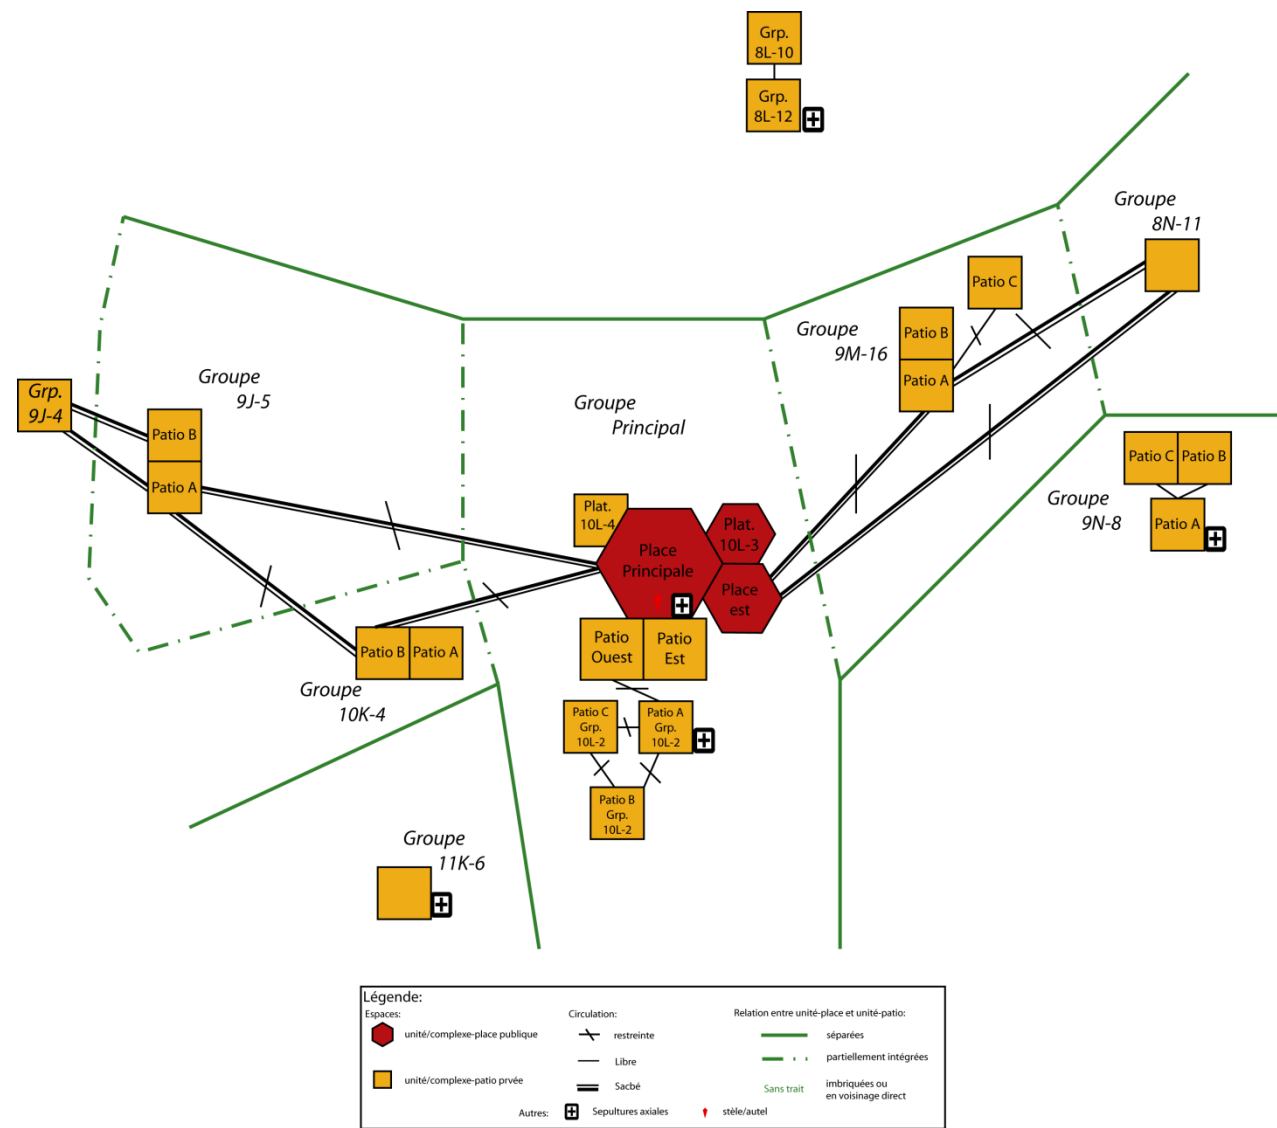 Grp.
8L-10
Grp.
8L-12
Groupe
8N-11
Patio C
Groupe
9M-16
Patio B
Patio A
Groupe
9J-5
Grp.
9J-4
Patio B
Patio A
Groupe
Principal
Patio C
Patio B
Groupe
9N-8
Patio A
Plat.
10L-4
Plat.
10L-3
Place
Principale
Place
est
Patio
Ouest
Patio
Est
Patio B
Patio A
Groupe
10K-4
Patio C
Grp.
10L-2
Patio A
Grp.
10L-2
Patio B
Grp.
10L-2
Groupe
11K-6
Légende:
Espaces:
unité/complexe-place publique
unité/complexe-patio prvée
Circulation:
restreinte
Libre
Sacbé
Relation entre unité-place et unité-patio:
séparées
partiellement intégrées
Sans trait
imbriquées ou
en voisinage direct
Autres:
Sepultures axiales
stèle/autel